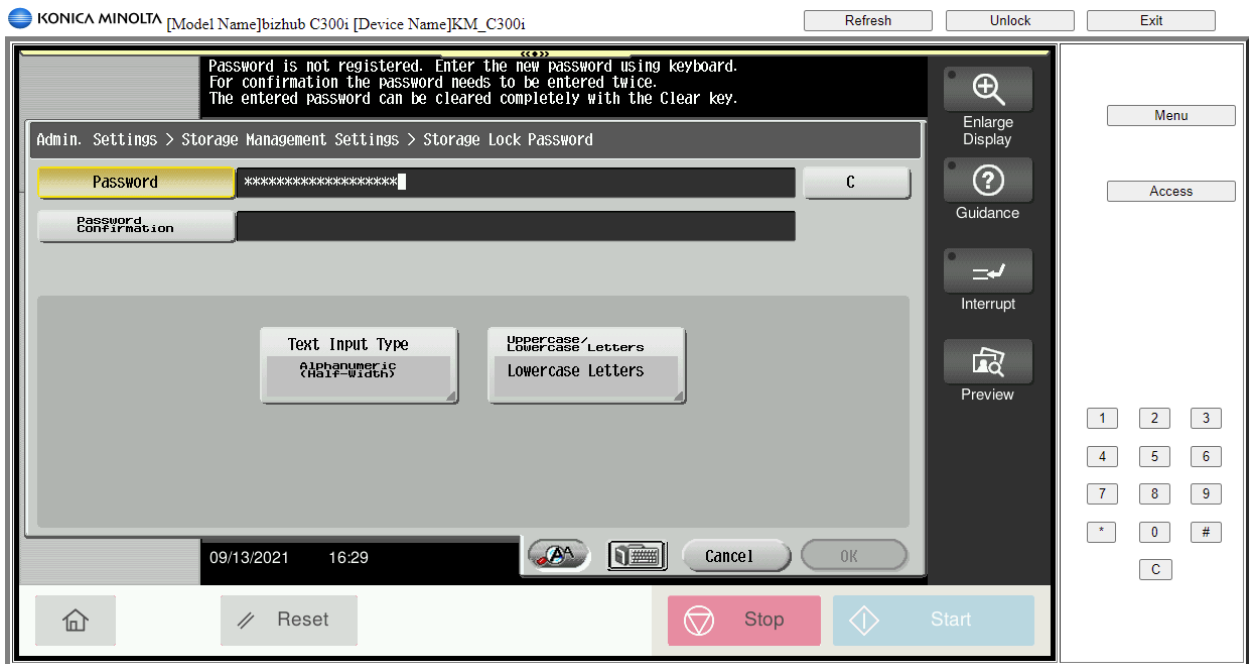 KONICA MINOLTA [Model Name]bizhub C300i [Device Name]KM_C300i
Refresh
Unlock
Exit
Password is not registered. Enter the new password using keyboard.
For confirmation the password needs to be entered twice.
The entered password can be cleared completely with the Clear key.
Admin. Settings > Storage Management Settings > Storage Lock Password
Password
********************
C
Password
Confirmation
Text Input Type
Alphanumeric
(Half-Width)
Uppercase/
Lowercase Letters
Lowercase Letters
09/13/2021 16:29
Cancel
OK
Enlarge
Display
Guidance
Interrupt
Preview
Reset
Stop
Start
Menu
Access
1 2 3
4 5 6
7 8 9
* 0 #
C